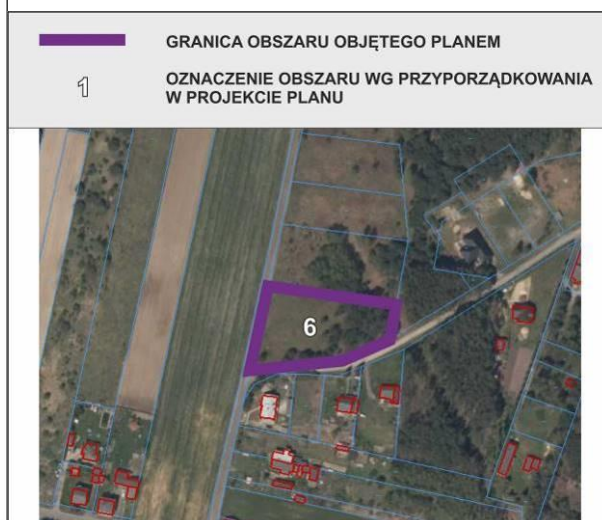 GRANICA OBSZARU OBJĘTEGO PLANEM
1
OZNACZENIE OBSZARU WG PRZYPORZĄDKOWANIA
W PROJEKCIE PLANU
6